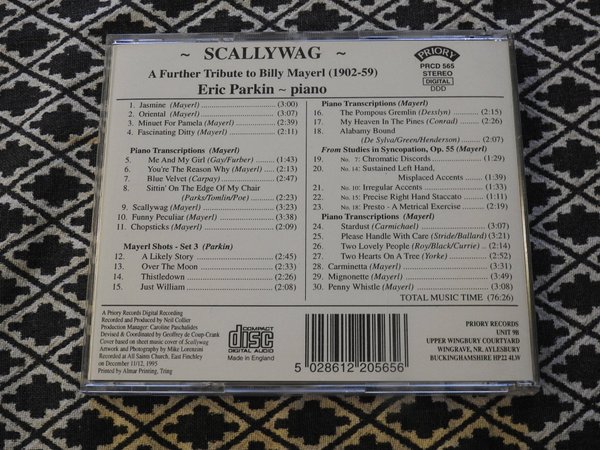 ~ SCALLYWAG ~
A Further Tribute to Billy Mayerl (1902-59)
Eric Parkin ~ piano
PRIORY
PRCD 565
STEREO
DIGITAL
DDD
1. Jasmine (Mayerl) (3:00)
2. Oriental (Mayerl) (3:07)
3. Minuet For Pamela (Mayerl) (2:39)
4. Fascinating Ditty (Mayerl) (2:11)
Piano Transcriptions (Mayerl)
5. Me And My Girl (Gay/Furber) (1:43)
6. You're The Reason Why (Mayerl) (2:13)
7. Blue Velvet (Carpay) (2:47)
8. Sittin' On The Edge Of My Chair
(Parks/Tomlin/Poe) (2:23)
9. Scallywag (Mayerl) (3:23)
10. Funny Peculiar (Mayerl) (3:38)
11. Chopsticks (Mayerl) (2:09)
Mayerl Shots - Set 3 (Parkin)
12. A Likely Story (2:45)
13. Over The Moon (2:33)
14. Thistledown (2:26)
15. Just William (2:08)
Piano Transcriptions (Mayerl)
16. The Pompous Gremlin (Desslyn) (2:15)
17. My Heaven In The Pines (Conrad) (2:26)
18. Alabamy Bound
(De Sylva/Green/Henderson) (2:07)
From Studies in Syncopation, Op. 55 (Mayerl)
19. No. 7: Chromatic Discords (1:29)
20. No. 14: Sustained Left Hand,
Misplaced Accents (1:39)
21. No. 10: Irregular Accents (1:33)
22. No. 15: Precise Right Hand Staccato (1:01)
23. No. 18: Presto - A Metrical Exercise (2:19)
Piano Transcriptions (Mayerl)
24. Stardust (Carmichael) (3:07)
25. Please Handle With Care (Stride/Ballard) (3:21)
26. Two Lovely People (Roy/Black/Currie) (2:14)
27. Two Hearts On A Tree (Yorke) (2:52)
28. Carminetta (Mayerl) (3:31)
29. Mignonette (Mayerl) (3:49)
30. Penny Whistle (Mayerl) (3:08)
TOTAL MUSIC TIME (76:26)
A Priory Records Digital Recording
Recorded and Produced by Neil Collier
Production Manager: Caroline Paschalides
Devised & Coordinated by Geoffrey de Coup-Crank
Cover based on sheet music cover of Scallywag
Artwork and Photography by Mike Lorenzini
Recorded at All Saints Church, East Finchley
on December 11/12, 1995
Printed by Almar Printing, Tring
COMPACT
disc
DIGITAL AUDIO
Made in England
5 028612 205656
PRIORY RECORDS
UNIT 9B
UPPER WINGBURY COURTYARD
WINGRAVE, NR. AYLESBURY
BUCKINGHAMSHIRE HP22 4LW